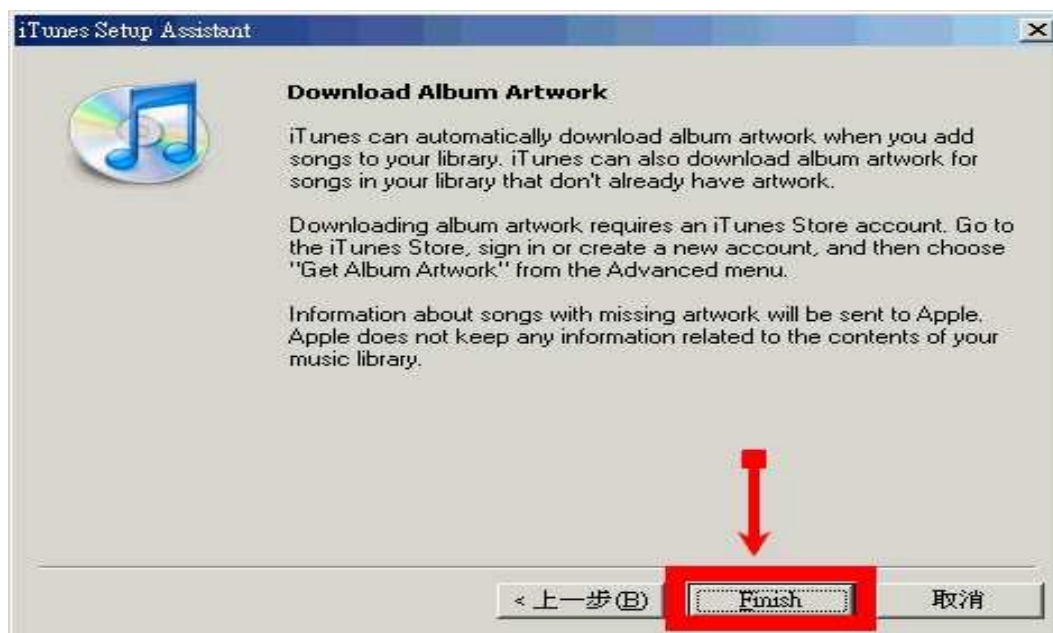 iTunes Setup Assistant
Download Album Artwork
iTunes can automatically download album artwork when you add
songs to your library. iTunes can also download album artwork for
songs in your library that don't already have artwork.
Downloading album artwork requires an iTunes Store account. Go to
the iTunes Store, sign in or create a new account, and then choose
"Get Album Artwork" from the Advanced menu.
Information about songs with missing artwork will be sent to Apple.
Apple does not keep any information related to the contents of your
music library.
<上一步(B) Finish 取消